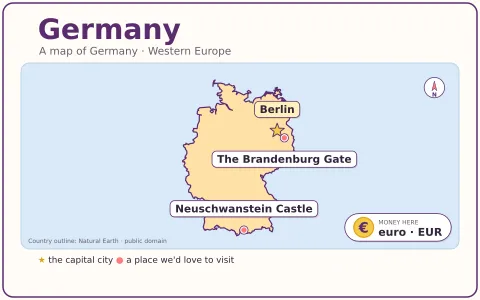 Germany
A map of Germany · Western Europe
N
Berlin
The Brandenburg Gate
Neuschwanstein Castle
MONEY HERE
€ euro · EUR
Country outline: Natural Earth · public domain
★ the capital city ● a place we'd love to visit